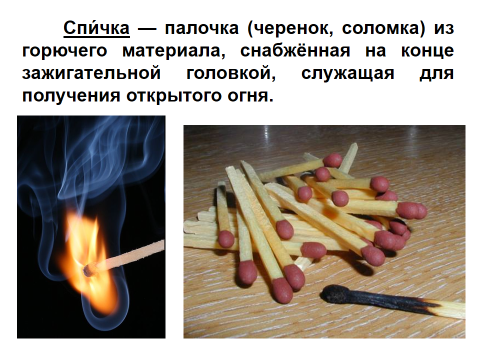 Спи́чка — палочка (черенок, соломка) из
горючего материала, снабжённая на конце
зажигательной головкой, служащая для
получения открытого огня.